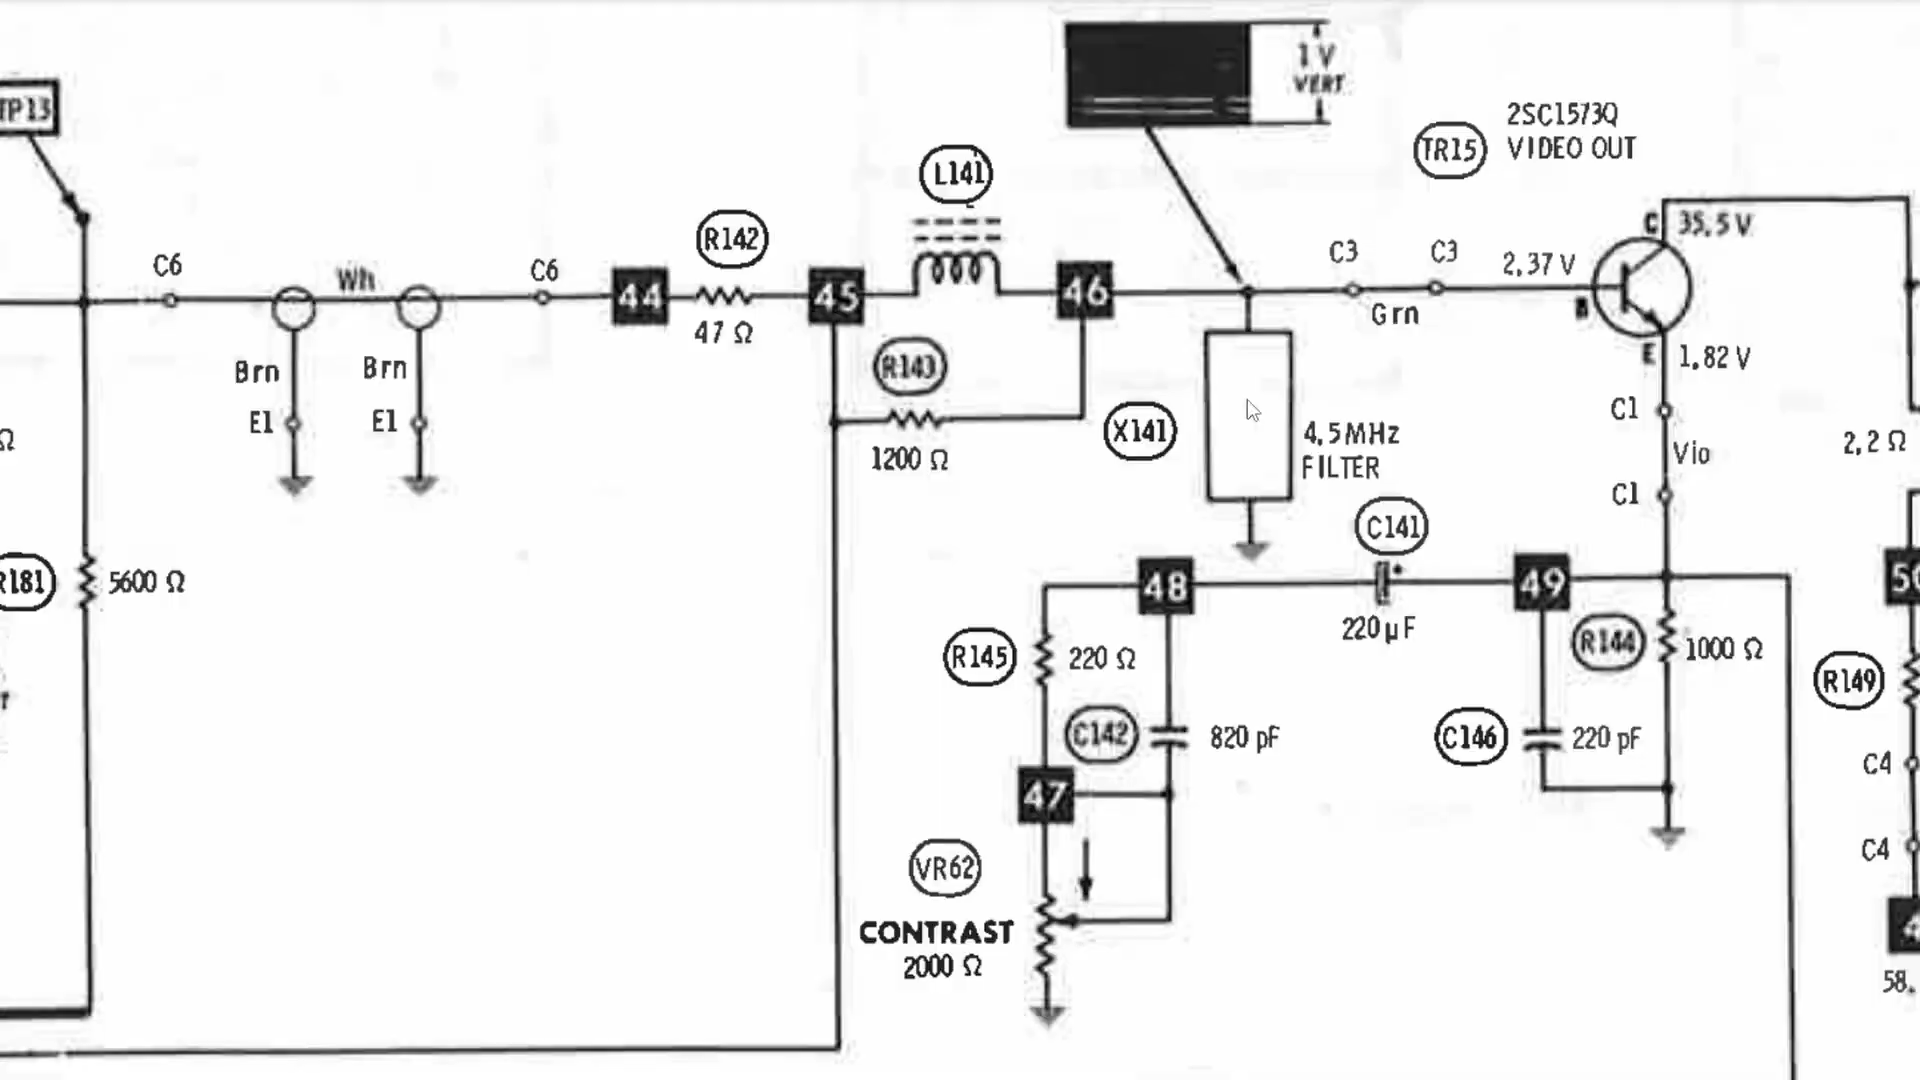 1 V
VERT
TP13
2SC1573Q
TR15
VIDEO OUT
L141
C 35.5 V
R142
C6
Wh
C6
C3
C3
2.37 V
44
45
46
Grn
B
47 Ω
E 1.82 V
Brn
Brn
R143
E1
E1
C1
X141
4.5MHz
FILTER
1200 Ω
2.2 Ω
Ω
Vio
C1
C141
48
49
R181
5600 Ω
220 µF
R145
220 Ω
R144
1000 Ω
R149
C142
820 pF
C146
220 pF
C4
47
C4
VR62
CONTRAST
2000 Ω
58.